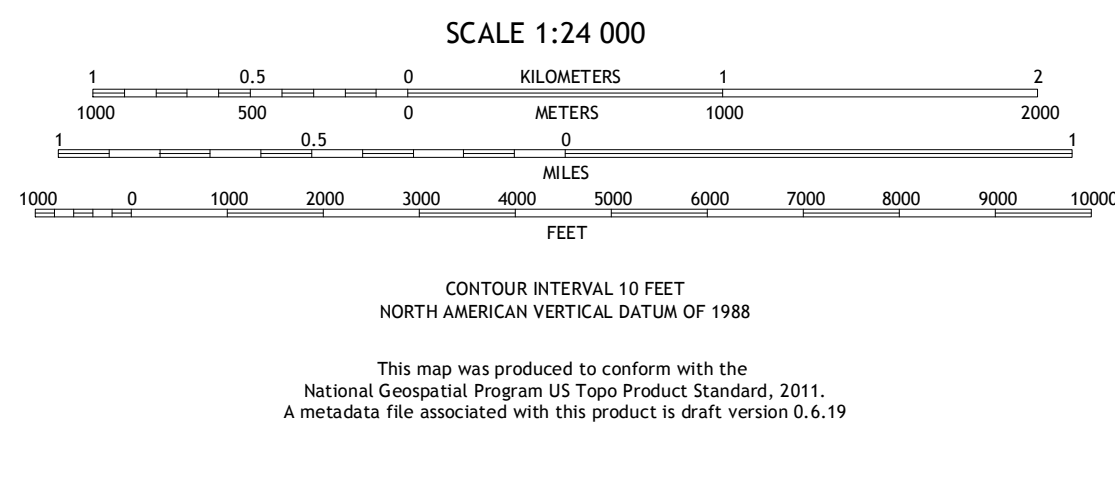 SCALE 1:24 000
1 0.5 0 KILOMETERS 1 2
1000 500 0 METERS 1000 2000
1 0.5 0 1
MILES
1000 0 1000 2000 3000 4000 5000 6000 7000 8000 9000 10000
FEET
CONTOUR INTERVAL 10 FEET
NORTH AMERICAN VERTICAL DATUM OF 1988
This map was produced to conform with the
National Geospatial Program US Topo Product Standard, 2011.
A metadata file associated with this product is draft version 0.6.19